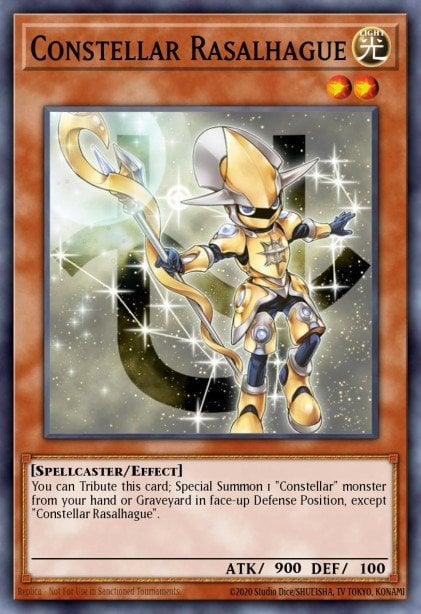 Constellar Rasalhague
LIGHT
光
[Spellcaster/Effect]
You can Tribute this card; Special Summon 1 "Constellar" monster
from your hand or Graveyard in face-up Defense Position, except
"Constellar Rasalhague".
ATK/ 900 DEF/ 100
Replica - Not For Use in Sanctioned Tournaments
©2020 Studio Dice/SHUEISHA, TV TOKYO, KONAMI